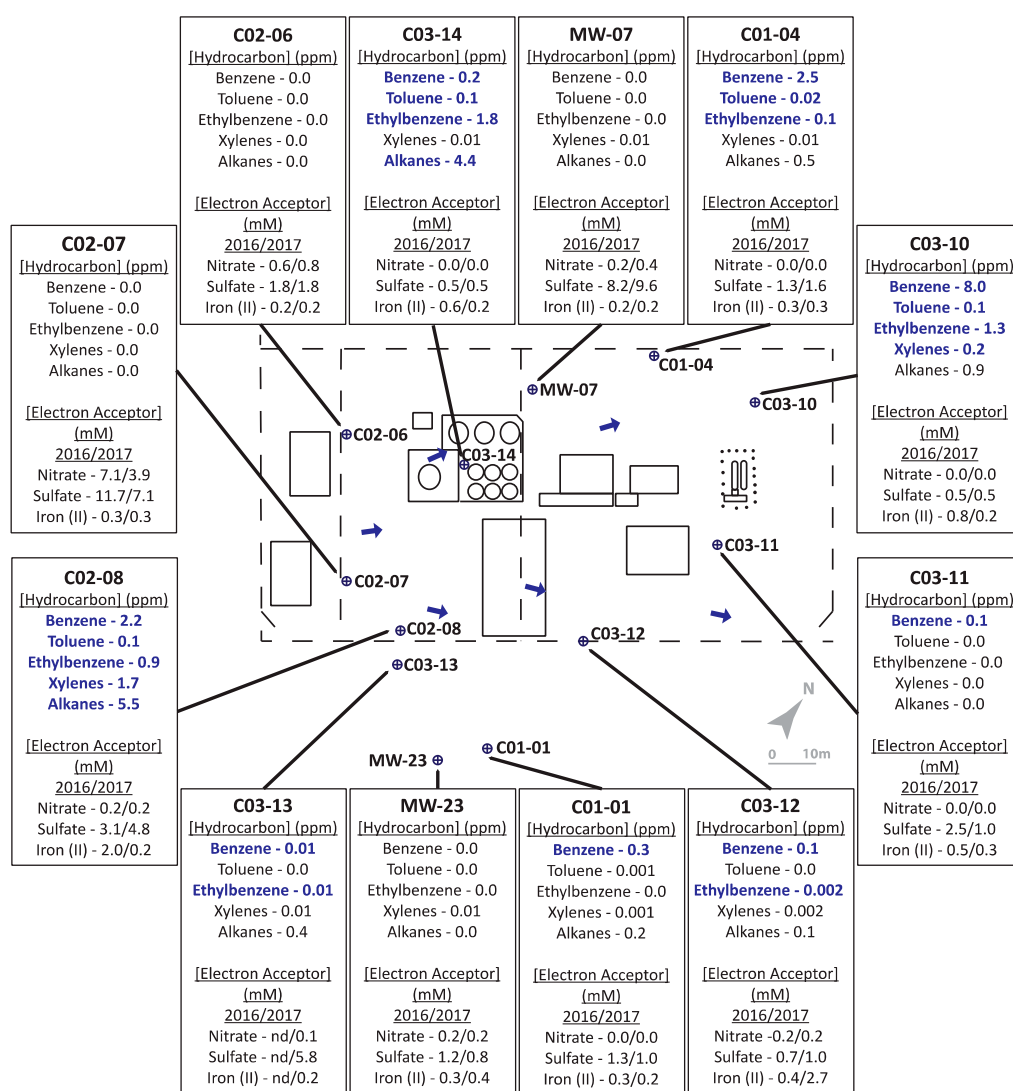 C02-06
[Hydrocarbon] (ppm)
Benzene - 0.0
Toluene - 0.0
Ethylbenzene - 0.0
Xylenes - 0.0
Alkanes - 0.0
[Electron Acceptor]
(mM)
2016/2017
Nitrate - 0.6/0.8
Sulfate - 1.8/1.8
Iron (II) - 0.2/0.2
C03-14
[Hydrocarbon] (ppm)
Benzene - 0.2
Toluene - 0.1
Ethylbenzene - 1.8
Xylenes - 0.01
Alkanes - 4.4
[Electron Acceptor]
(mM)
2016/2017
Nitrate - 0.0/0.0
Sulfate - 0.5/0.5
Iron (II) - 0.6/0.2
MW-07
[Hydrocarbon] (ppm)
Benzene - 0.0
Toluene - 0.0
Ethylbenzene - 0.0
Xylenes - 0.01
Alkanes - 0.0
[Electron Acceptor]
(mM)
2016/2017
Nitrate - 0.2/0.4
Sulfate - 8.2/9.6
Iron (II) - 0.2/0.2
C01-04
[Hydrocarbon] (ppm)
Benzene - 2.5
Toluene - 0.02
Ethylbenzene - 0.1
Xylenes - 0.01
Alkanes - 0.5
[Electron Acceptor]
(mM)
2016/2017
Nitrate - 0.0/0.0
Sulfate - 1.3/1.6
Iron (II) - 0.3/0.3
C02-07
[Hydrocarbon] (ppm)
Benzene - 0.0
Toluene - 0.0
Ethylbenzene - 0.0
Xylenes - 0.0
Alkanes - 0.0
[Electron Acceptor]
(mM)
2016/2017
Nitrate - 7.1/3.9
Sulfate - 11.7/7.1
Iron (II) - 0.3/0.3
C03-10
[Hydrocarbon] (ppm)
Benzene - 8.0
Toluene - 0.1
Ethylbenzene - 1.3
Xylenes - 0.2
Alkanes - 0.9
[Electron Acceptor]
(mM)
2016/2017
Nitrate - 0.0/0.0
Sulfate - 0.5/0.5
Iron (II) - 0.8/0.2
C01-04
MW-07
C03-10
C02-06
C03-14
C03-11
C02-07
C02-08
C03-12
C03-13
N
0 10m
C01-01
MW-23
C02-08
[Hydrocarbon] (ppm)
Benzene - 2.2
Toluene - 0.1
Ethylbenzene - 0.9
Xylenes - 1.7
Alkanes - 5.5
[Electron Acceptor]
(mM)
2016/2017
Nitrate - 0.2/0.2
Sulfate - 3.1/4.8
Iron (II) - 2.0/0.2
C03-11
[Hydrocarbon] (ppm)
Benzene - 0.1
Toluene - 0.0
Ethylbenzene - 0.0
Xylenes - 0.0
Alkanes - 0.0
[Electron Acceptor]
(mM)
2016/2017
Nitrate - 0.0/0.0
Sulfate - 2.5/1.0
Iron (II) - 0.5/0.3
C03-13
[Hydrocarbon] (ppm)
Benzene - 0.01
Toluene - 0.0
Ethylbenzene - 0.01
Xylenes - 0.01
Alkanes - 0.4
[Electron Acceptor]
(mM)
2016/2017
Nitrate - nd/0.1
Sulfate - nd/5.8
Iron (II) - nd/0.2
MW-23
[Hydrocarbon] (ppm)
Benzene - 0.0
Toluene - 0.0
Ethylbenzene - 0.0
Xylenes - 0.01
Alkanes - 0.0
[Electron Acceptor]
(mM)
2016/2017
Nitrate - 0.2/0.2
Sulfate - 1.2/0.8
Iron (II) - 0.3/0.4
C01-01
[Hydrocarbon] (ppm)
Benzene - 0.3
Toluene - 0.001
Ethylbenzene - 0.0
Xylenes - 0.001
Alkanes - 0.2
[Electron Acceptor]
(mM)
2016/2017
Nitrate - 0.0/0.0
Sulfate - 1.3/1.0
Iron (II) - 0.3/0.2
C03-12
[Hydrocarbon] (ppm)
Benzene - 0.1
Toluene - 0.0
Ethylbenzene - 0.002
Xylenes - 0.002
Alkanes - 0.1
[Electron Acceptor]
(mM)
2016/2017
Nitrate -0.2/0.2
Sulfate - 0.7/1.0
Iron (II) - 0.4/2.7